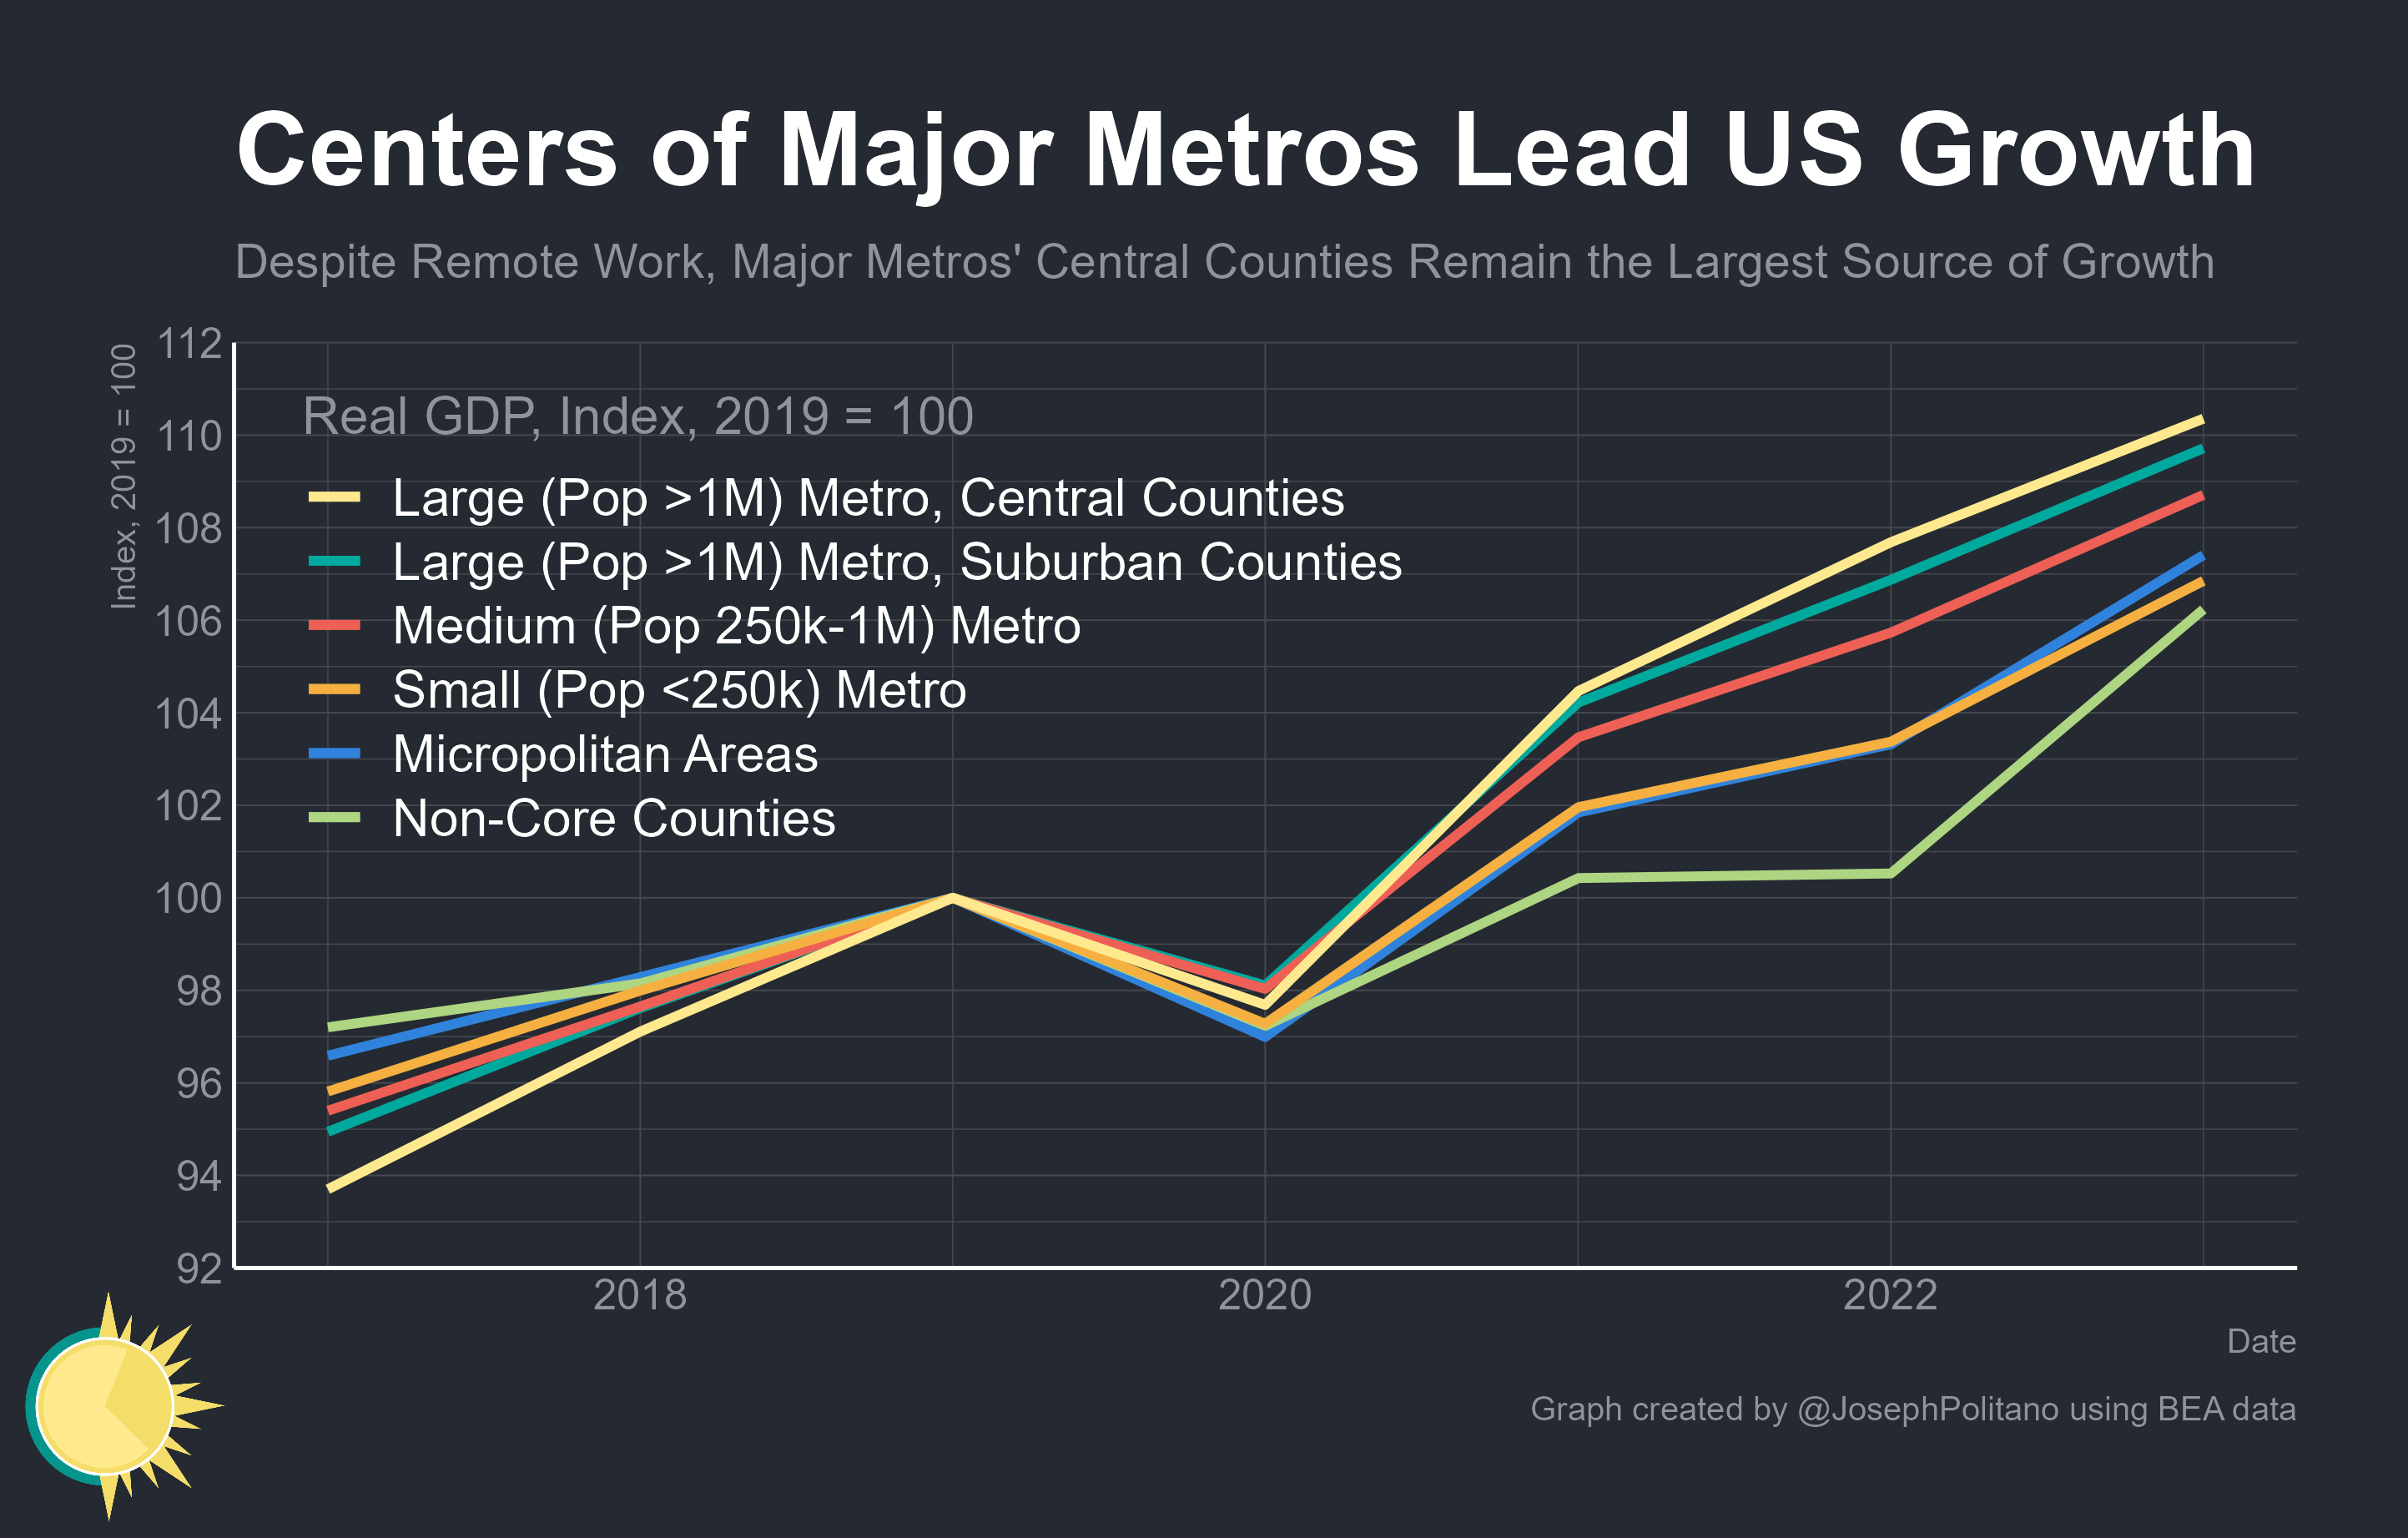 Centers of Major Metros Lead US Growth
Despite Remote Work, Major Metros' Central Counties Remain the Largest Source of Growth
Index, 2019 = 100
112
110
108
106
104
102
100
98
96
94
92
Real GDP, Index, 2019 = 100
Large (Pop >1M) Metro, Central Counties
Large (Pop >1M) Metro, Suburban Counties
Medium (Pop 250k-1M) Metro
Small (Pop <250k) Metro
Micropolitan Areas
Non-Core Counties
2018 2020 2022
Date
Graph created by @JosephPolitano using BEA data